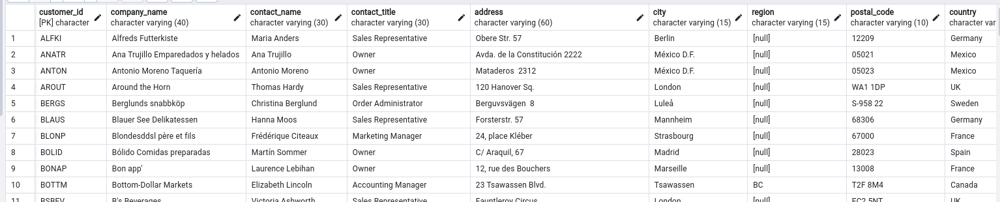 customer_id company_name contact_name contact_title address city region postal_code country
[PK] character character varying (40) character varying (30) character varying (30) character varying (60) character varying (15) character varying (15) character varying (10) character var
1 ALFKI Alfreds Futterkiste Maria Anders Sales Representative Obere Str. 57 Berlin [null] 12209 Germany
2 ANATR Ana Trujillo Emparedados y helados Ana Trujillo Owner Avda. de la Constitución 2222 México D.F. [null] 05021 Mexico
3 ANTON Antonio Moreno Taquería Antonio Moreno Owner Mataderos  2312 México D.F. [null] 05023 Mexico
4 AROUT Around the Horn Thomas Hardy Sales Representative 120 Hanover Sq. London [null] WA1 1DP UK
5 BERGS Berglunds snabbköp Christina Berglund Order Administrator Berguvsvägen  8 Luleå [null] S-958 22 Sweden
6 BLAUS Blauer See Delikatessen Hanna Moos Sales Representative Forsterstr. 57 Mannheim [null] 68306 Germany
7 BLONP Blondesddsl père et fils Frédérique Citeaux Marketing Manager 24, place Kléber Strasbourg [null] 67000 France
8 BOLID Bólido Comidas preparadas Martín Sommer Owner C/ Araquil, 67 Madrid [null] 28023 Spain
9 BONAP Bon app' Laurence Lebihan Owner 12, rue des Bouchers Marseille [null] 13008 France
10 BOTTM Bottom-Dollar Markets Elizabeth Lincoln Accounting Manager 23 Tsawassen Blvd. Tsawassen BC T2F 8M4 Canada
11 BSBEV B's Beverages Victoria Ashworth Sales Representative Fauntleroy Circus London [null] EC2 5NT UK